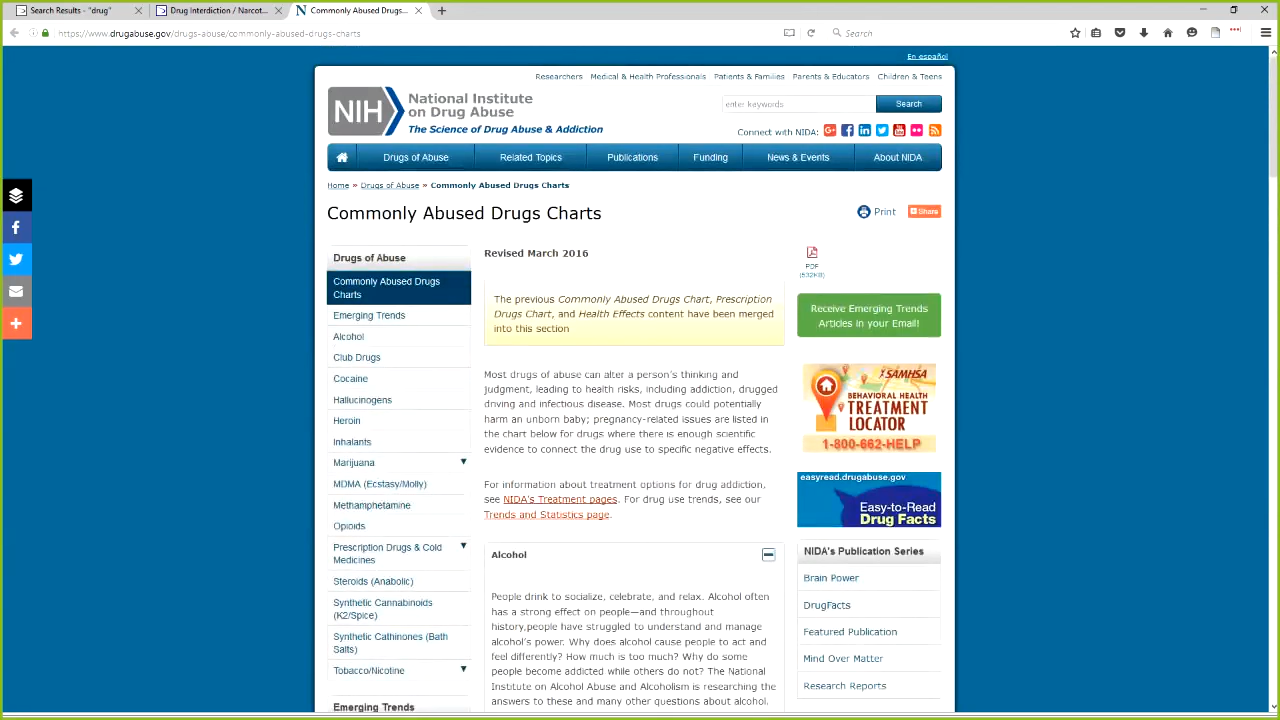 Search Results - "drug"
Drug Interdiction / Narcot...
Commonly Abused Drugs...
https://www.drugabuse.gov/drugs-abuse/commonly-abused-drugs-charts
Search
En español
Researchers
Medical & Health Professionals
Patients & Families
Parents & Educators
Children & Teens
NIH
National Institute
on Drug Abuse
The Science of Drug Abuse & Addiction
enter keywords
Search
Connect with NIDA:
Drugs of Abuse
Related Topics
Publications
Funding
News & Events
About NIDA
Home » Drugs of Abuse » Commonly Abused Drugs Charts
Commonly Abused Drugs Charts
Print
Share
Drugs of Abuse
Commonly Abused Drugs
Charts
Emerging Trends
Alcohol
Club Drugs
Cocaine
Hallucinogens
Heroin
Inhalants
Marijuana
MDMA (Ecstasy/Molly)
Methamphetamine
Opioids
Prescription Drugs & Cold
Medicines
Steroids (Anabolic)
Synthetic Cannabinoids
(K2/Spice)
Synthetic Cathinones (Bath
Salts)
Tobacco/Nicotine
Emerging Trends
Revised March 2016
The previous Commonly Abused Drugs Chart, Prescription
Drugs Chart, and Health Effects content have been merged
into this section
Most drugs of abuse can alter a person's thinking and
judgment, leading to health risks, including addiction, drugged
driving and infectious disease. Most drugs could potentially
harm an unborn baby; pregnancy-related issues are listed in
the chart below for drugs where there is enough scientific
evidence to connect the drug use to specific negative effects.
For information about treatment options for drug addiction,
see NIDA's Treatment pages. For drug use trends, see our
Trends and Statistics page.
Alcohol
People drink to socialize, celebrate, and relax. Alcohol often
has a strong effect on people—and throughout
history,people have struggled to understand and manage
alcohol's power. Why does alcohol cause people to act and
feel differently? How much is too much? Why do some
people become addicted while others do not? The National
Institute on Alcohol Abuse and Alcoholism is researching the
answers to these and many other questions about alcohol.
PDF
(532KB)
Receive Emerging Trends
Articles in your Email!
SAMHSA
BEHAVIORAL HEALTH
TREATMENT
LOCATOR
1-800-662-HELP
easyread.drugabuse.gov
Easy-to-Read
Drug Facts
NIDA's Publication Series
Brain Power
DrugFacts
Featured Publication
Mind Over Matter
Research Reports